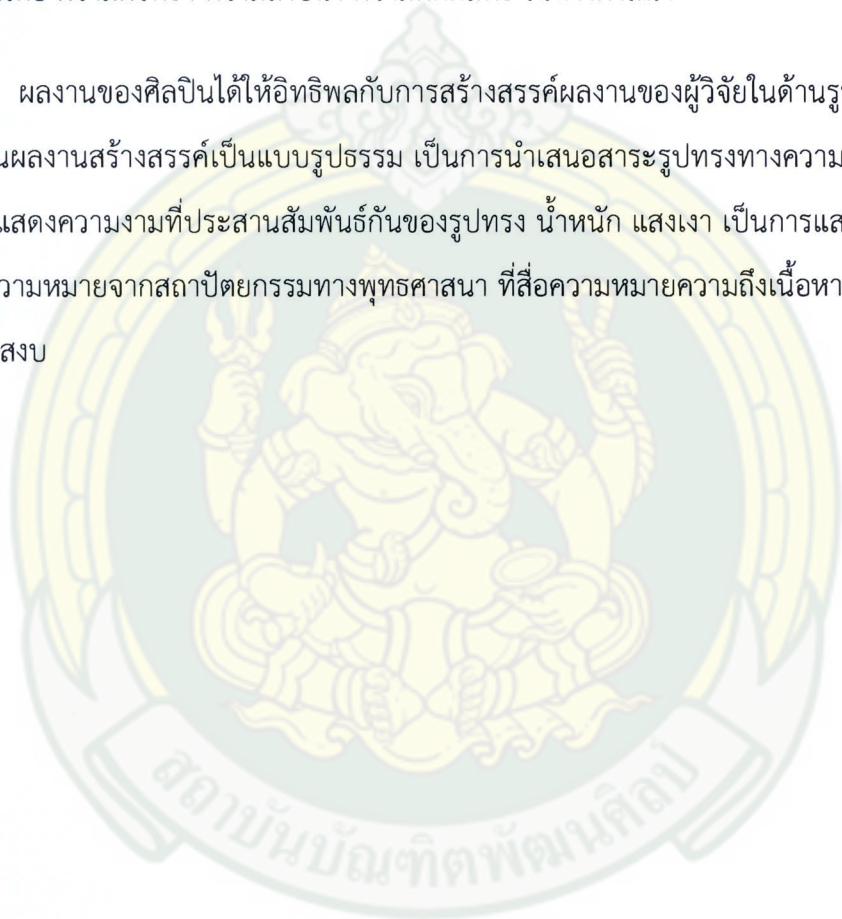 ผลงานของศิลปินได้ให้อิทธิพลกับการสร้างสรรค์ผลงานของผู้วิจัยในด้านรู
ผลงานสร้างสรรค์เป็นแบบรูปธรรม เป็นการนำเสนอสาระรูปทรงทางความ
แสดงความงามที่ประสานสัมพันธ์กันของรูปทรง น้ำหนัก แสงเงา เป็นการแส
วามหมายจากสถาปัตยกรรมทางพุทธศาสนา ที่สื่อความหมายความถึงเนื้อหา
สงบ
สถาบันบัณฑิตพัฒนศิลป์